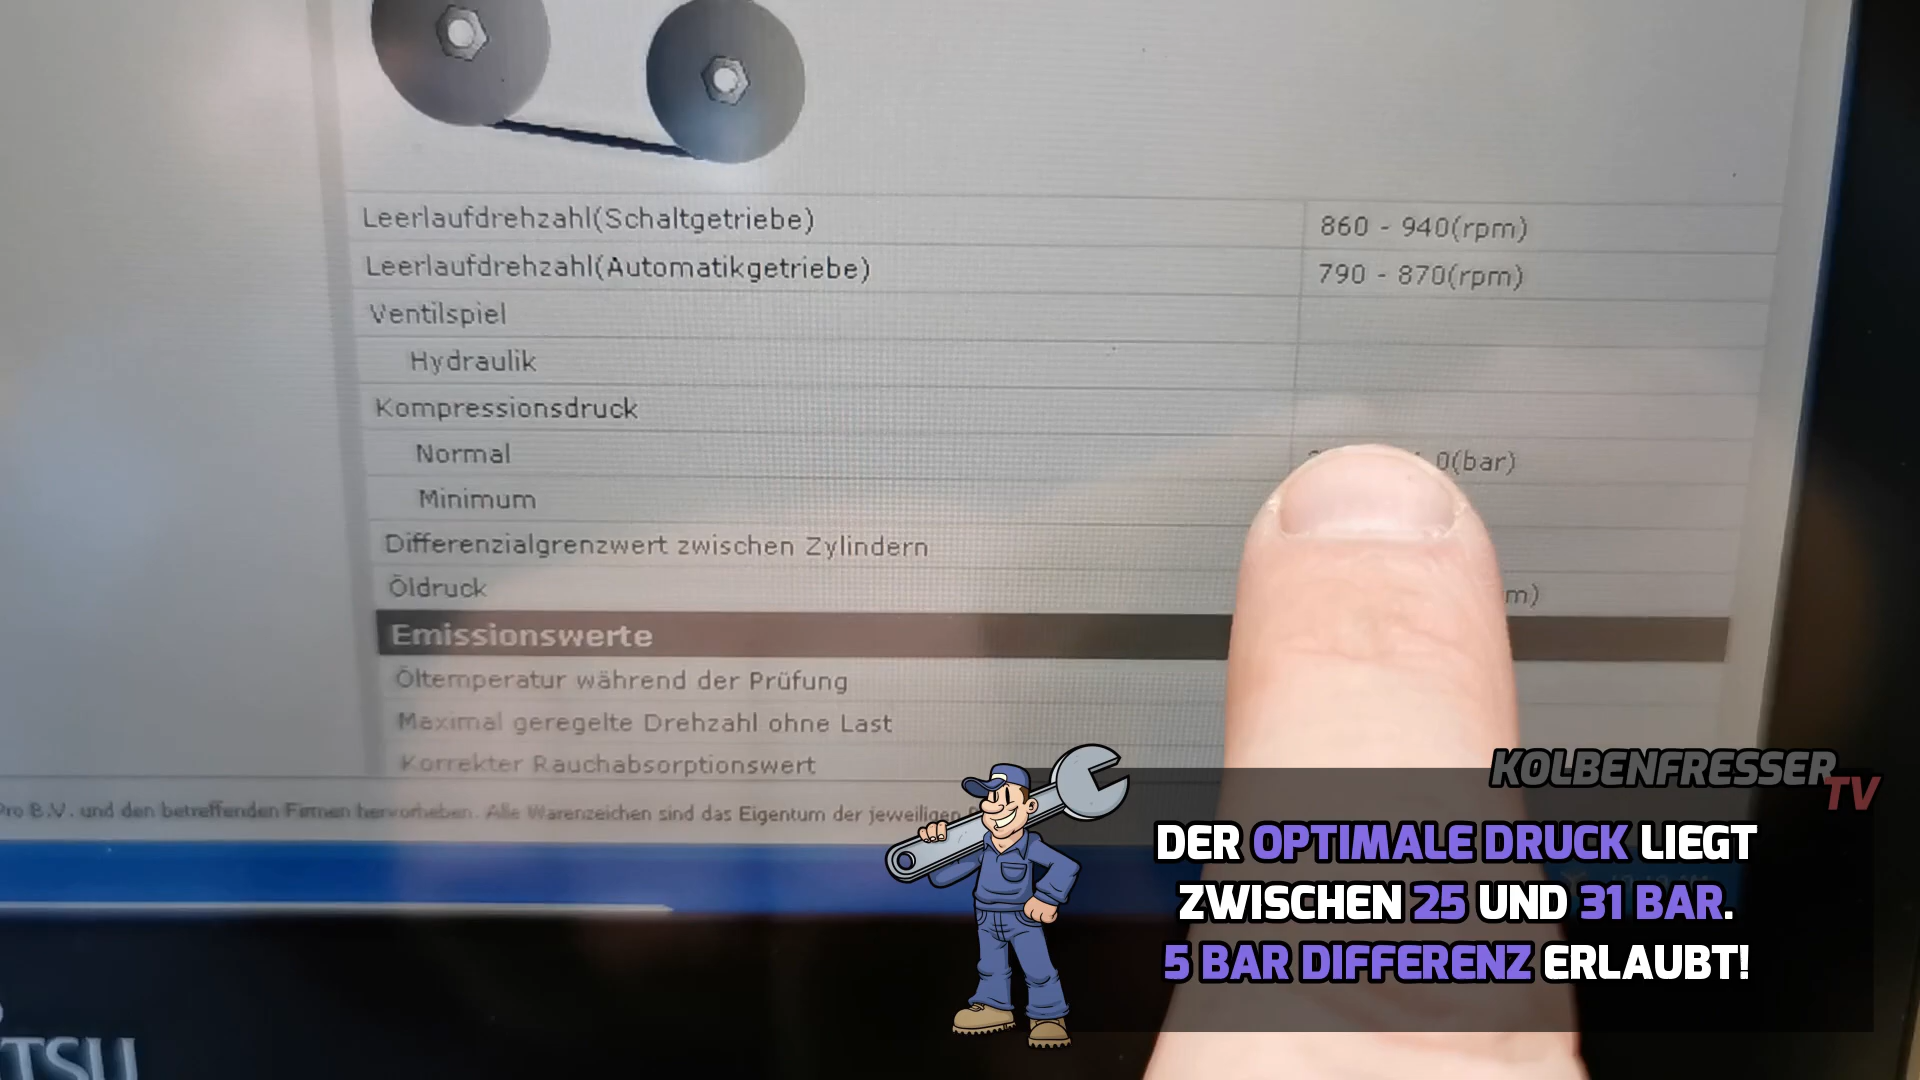 Leerlaufdrehzahl(Schaltgetriebe) 860 - 940(rpm)
Leerlaufdrehzahl(Automatikgetriebe) 790 - 870(rpm)
Ventilspiel
Hydraulik
Kompressionsdruck
Normal 0(bar)
Minimum
Differenzialgrenzwert zwischen Zylindern
Öldruck m)
Emissionswerte
Öltemperatur während der Prüfung
Maximal geregelte Drehzahl ohne Last
Korrekter Rauchabsorptionswert
Pro B.V. und den betreffenden Firmen hervorheben. Alle Warenzeichen sind das Eigentum der jeweiligen
KOLBENFRESSER TV
DER OPTIMALE DRUCK LIEGT
ZWISCHEN 25 UND 31 BAR.
5 BAR DIFFERENZ ERLAUBT!
TSU